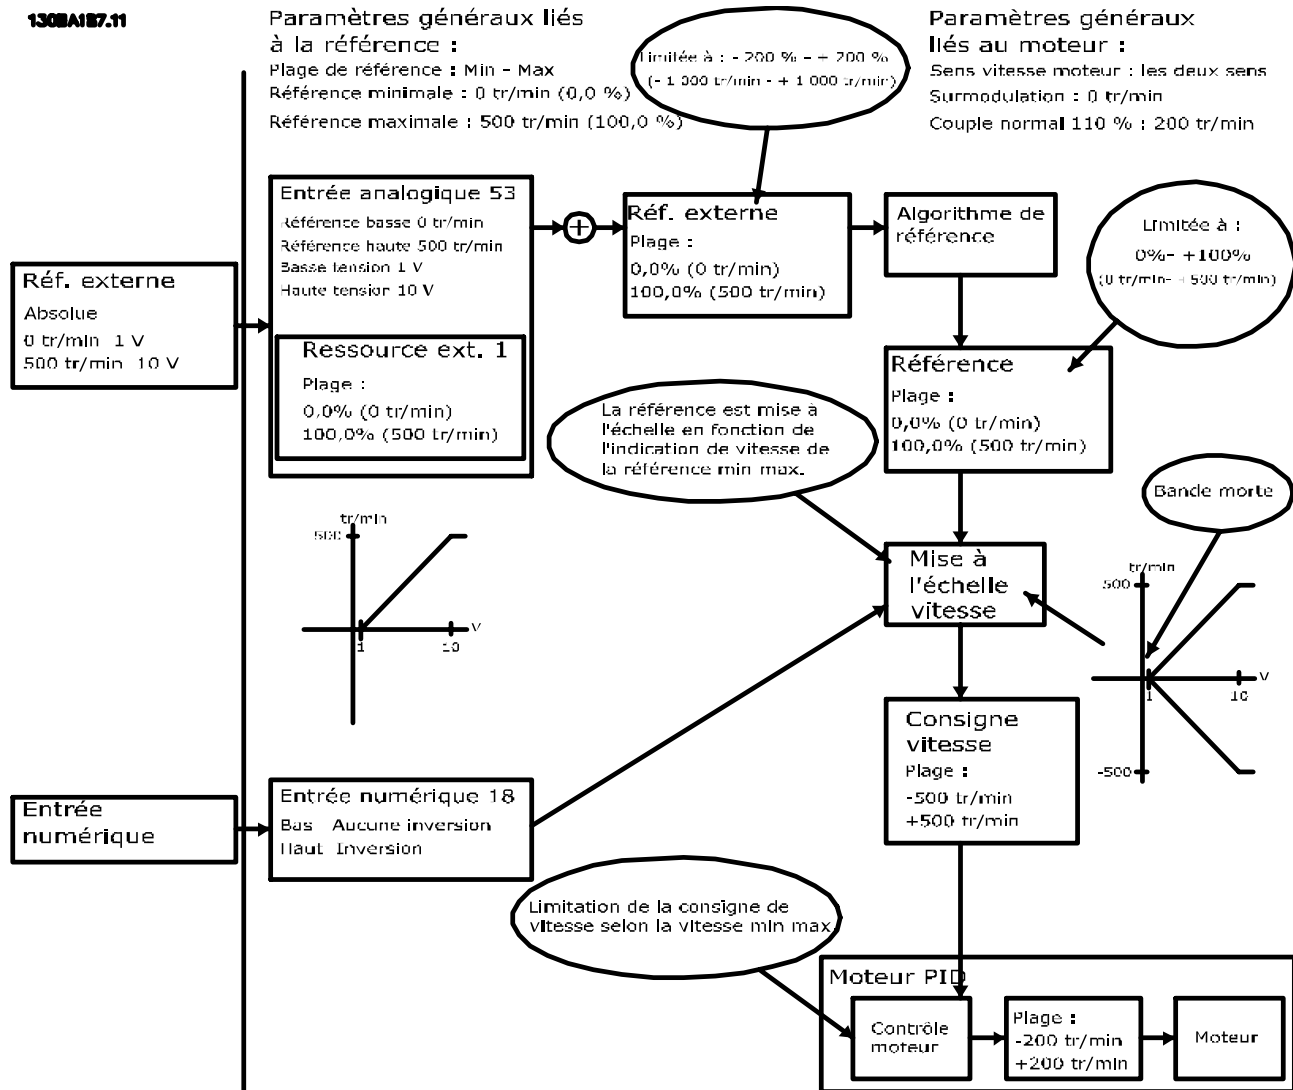 130BA187.11
Paramètres généraux liés
à la référence :
Plage de référence : Min - Max
Référence minimale : 0 tr/min (0,0 %)
Référence maximale : 500 tr/min (100,0 %)
Limitée à : - 200 % - + 200 %
(- 1 000 tr/min - + 1 000 tr/min)
Paramètres généraux
liés au moteur :
Sens vitesse moteur : les deux sens
Surmodulation : 0 tr/min
Couple normal 110 % : 200 tr/min
Réf. externe
Absolue
0 tr/min 1 V
500 tr/min 10 V
Entrée analogique 53
Référence basse 0 tr/min
Référence haute 500 tr/min
Basse tension 1 V
Haute tension 10 V
Ressource ext. 1
Plage :
0,0% (0 tr/min)
100,0% (500 tr/min)
+
Réf. externe
Plage :
0,0% (0 tr/min)
100,0% (500 tr/min)
Algorithme de
référence
Limitée à :
0%- +100%
(0 tr/min- +500 tr/min)
Référence
Plage :
0,0% (0 tr/min)
100,0% (500 tr/min)
La référence est mise à
l'échelle en fonction de
l'indication de vitesse de
la référence min max.
Bande morte
tr/min
500
1
10
V
Mise à
l'échelle
vitesse
tr/min
500
1
10
V
-500
Consigne
vitesse
Plage :
-500 tr/min
+500 tr/min
Entrée
numérique
Entrée numérique 18
Bas Aucune inversion
Haut Inversion
Limitation de la consigne de
vitesse selon la vitesse min max.
Moteur PID
Contrôle
moteur
Plage :
-200 tr/min
+200 tr/min
Moteur